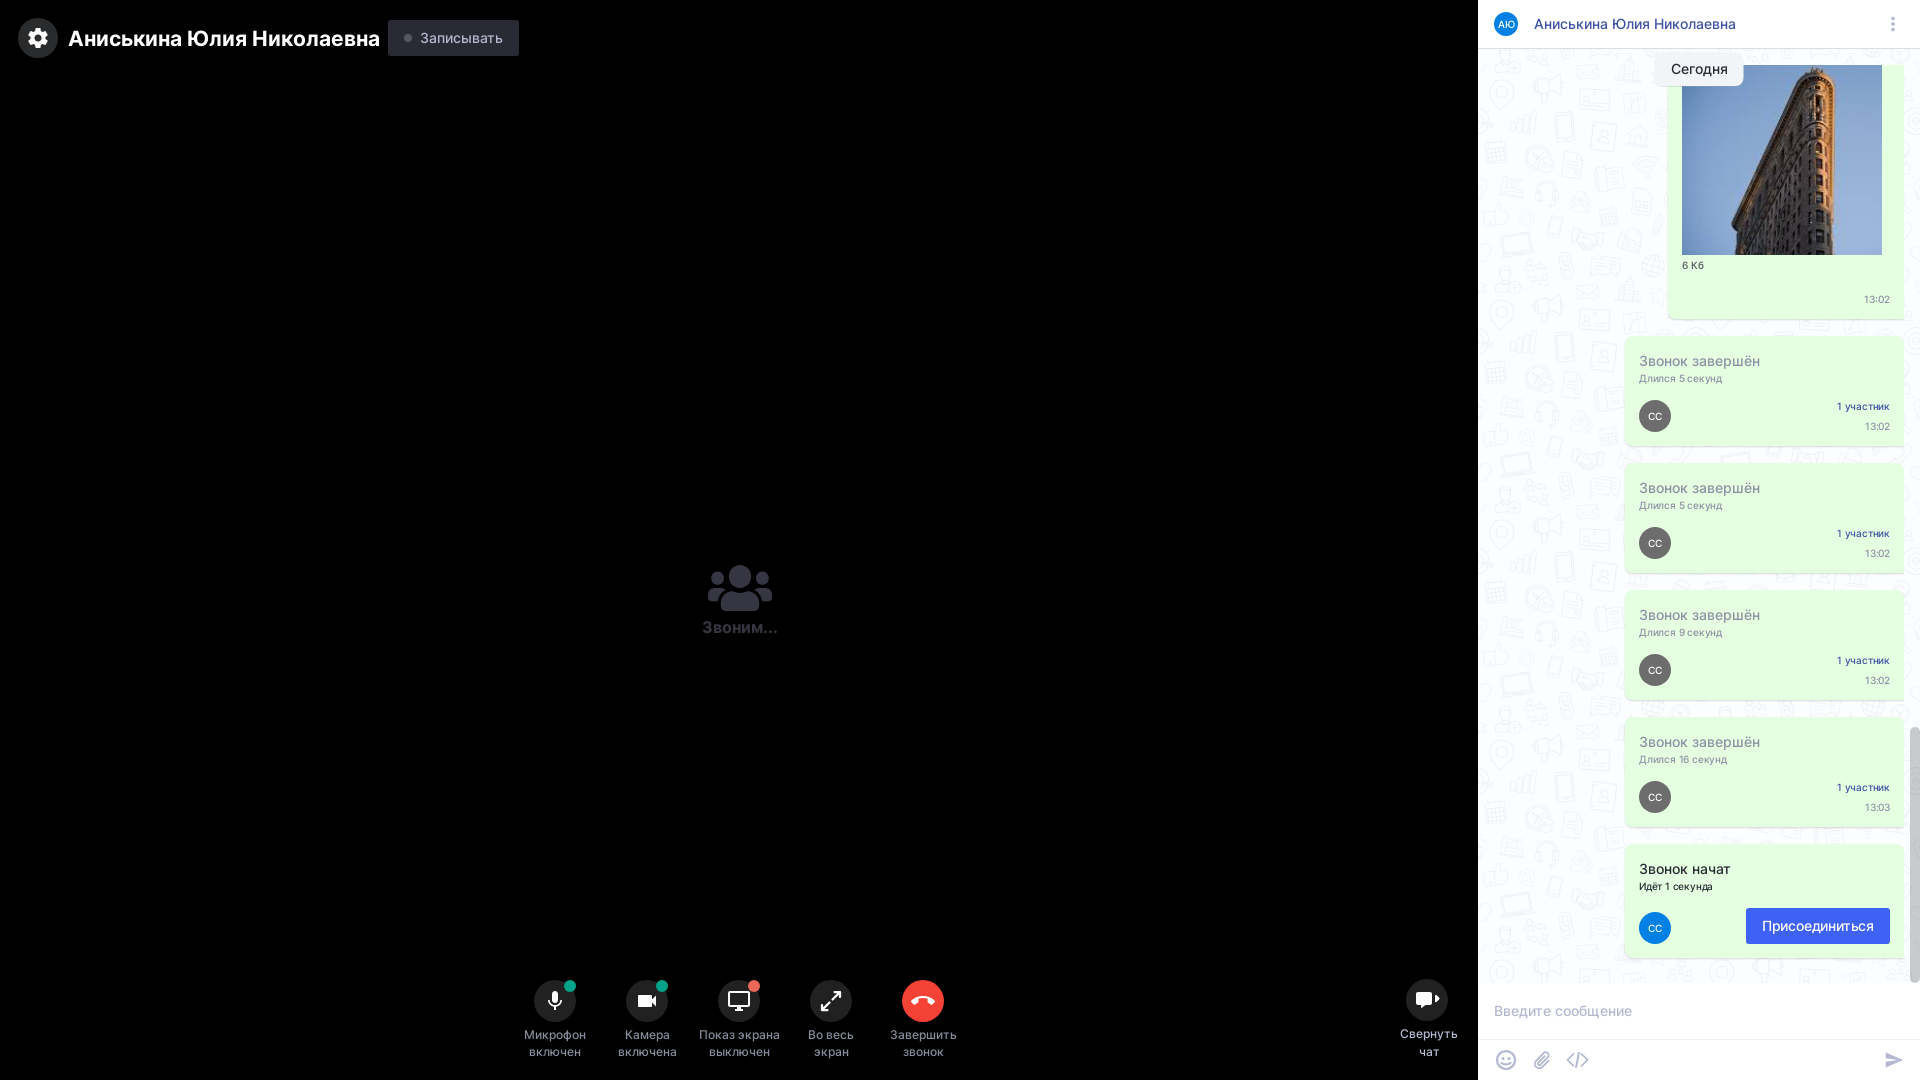 Аниськина Юлия Николаевна
Записывать
Звоним...
Микрофон
включен
Камера
включена
Показ экрана
выключен
Во весь
экран
Завершить
звонок
Свернуть
чат
АЮ
Аниськина Юлия Николаевна
Сегодня
6 Кб
13:02
Звонок завершён
Длился 5 секунд
СС
1 участник
13:02
Звонок завершён
Длился 5 секунд
СС
1 участник
13:02
Звонок завершён
Длился 9 секунд
СС
1 участник
13:02
Звонок завершён
Длился 16 секунд
СС
1 участник
13:03
Звонок начат
Идёт 1 секунда
СС
Присоединиться
Введите сообщение